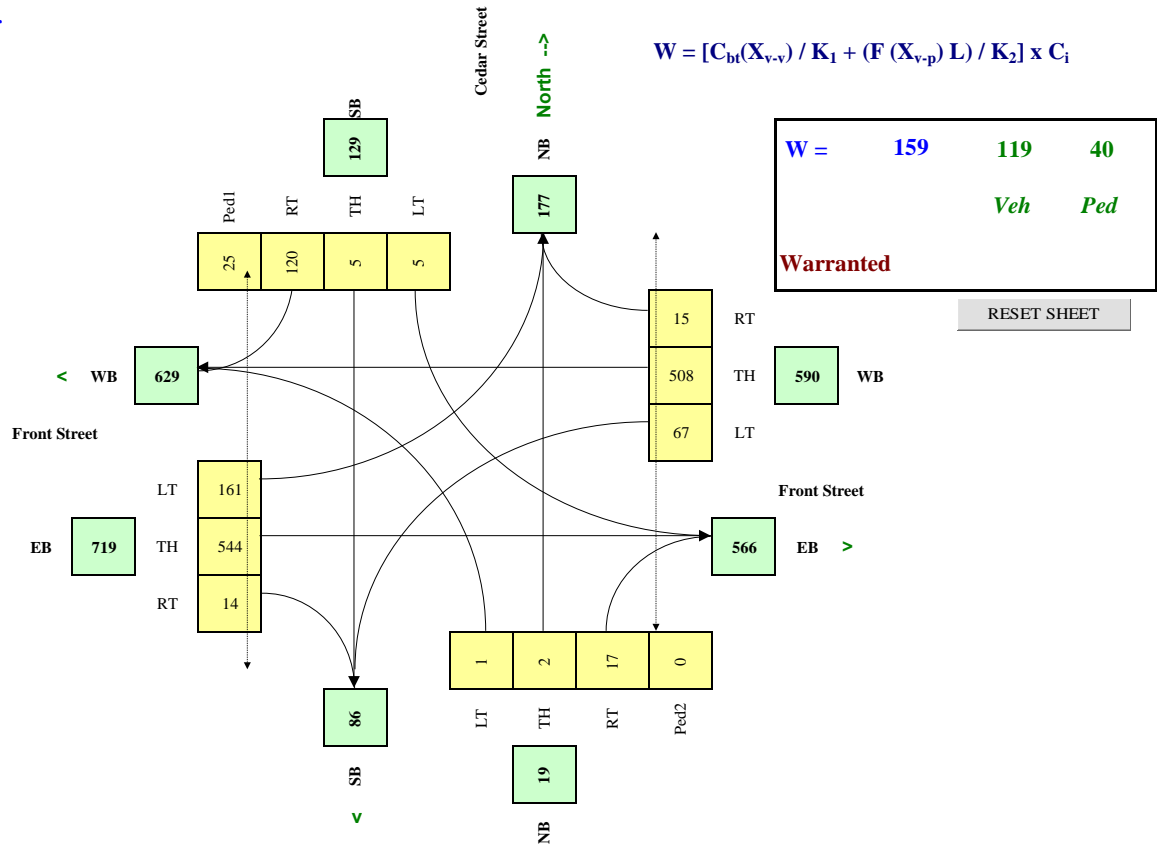 Cedar Street
North -->
W = [Cbt(Xv-v) / K1 + (F (Xv-p) L) / K2] x Ci
SB
129
NB
177
W = 159 119 40
Veh Ped
Warranted
RESET SHEET
Ped1 RT TH LT
25 120 5 5
15 RT
< WB 629
508 TH 590 WB
67 LT
Front Street
LT 161
Front Street
EB 719 TH 544
566 EB >
RT 14
1 2 17 0
LT TH RT Ped2
86
SB
v
19
NB